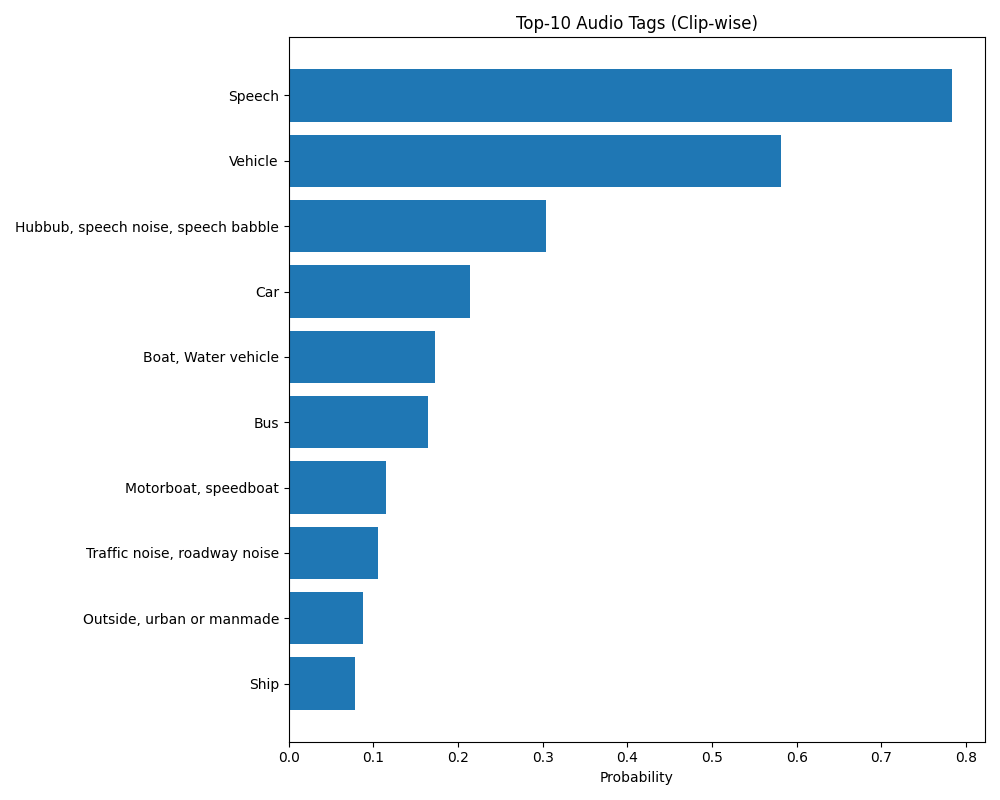 Top-10 Audio Tags (Clip-wise)
Speech
Vehicle
Hubbub, speech noise, speech babble
Car
Boat, Water vehicle
Bus
Motorboat, speedboat
Traffic noise, roadway noise
Outside, urban or manmade
Ship
0.0 0.1 0.2 0.3 0.4 0.5 0.6 0.7 0.8
Probability